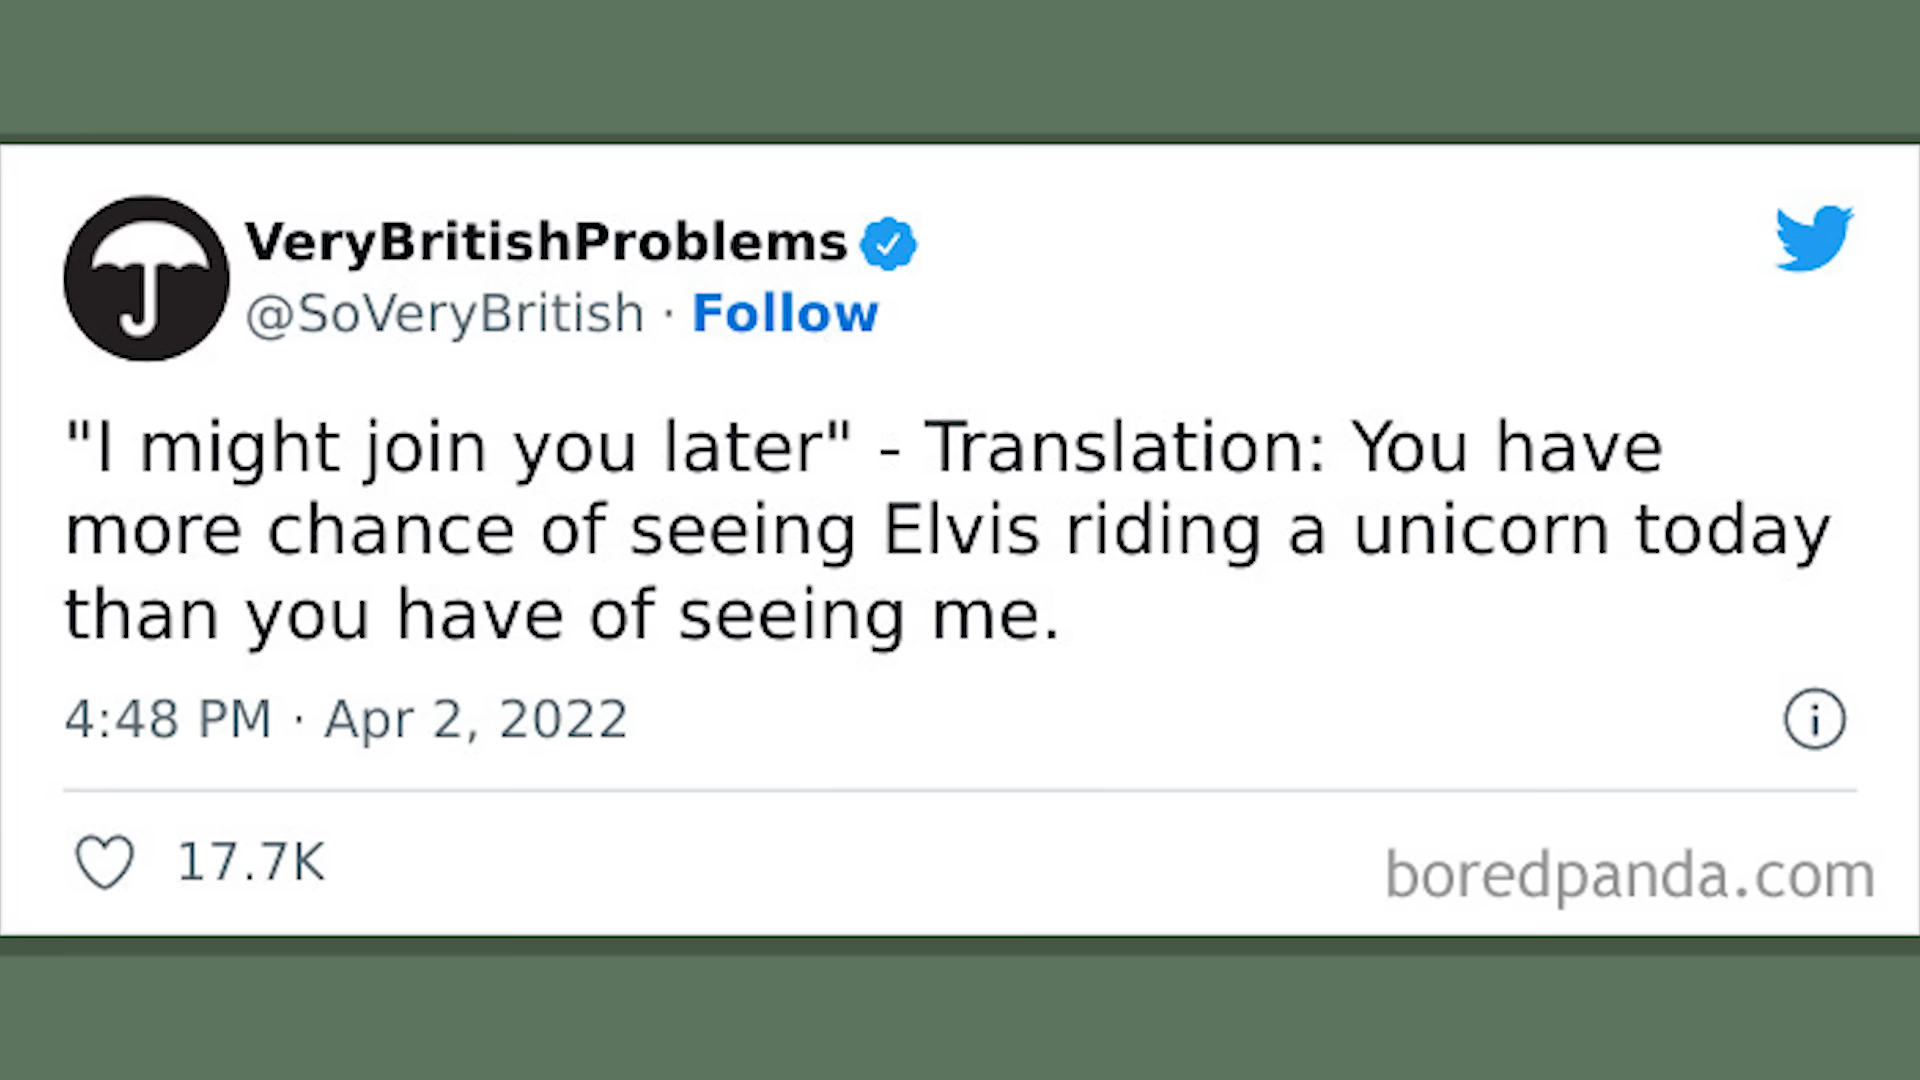 VeryBritishProblems
@SoVeryBritish · Follow
"I might join you later" - Translation: You have
more chance of seeing Elvis riding a unicorn today
than you have of seeing me.
4:48 PM · Apr 2, 2022
17.7K
boredpanda.com